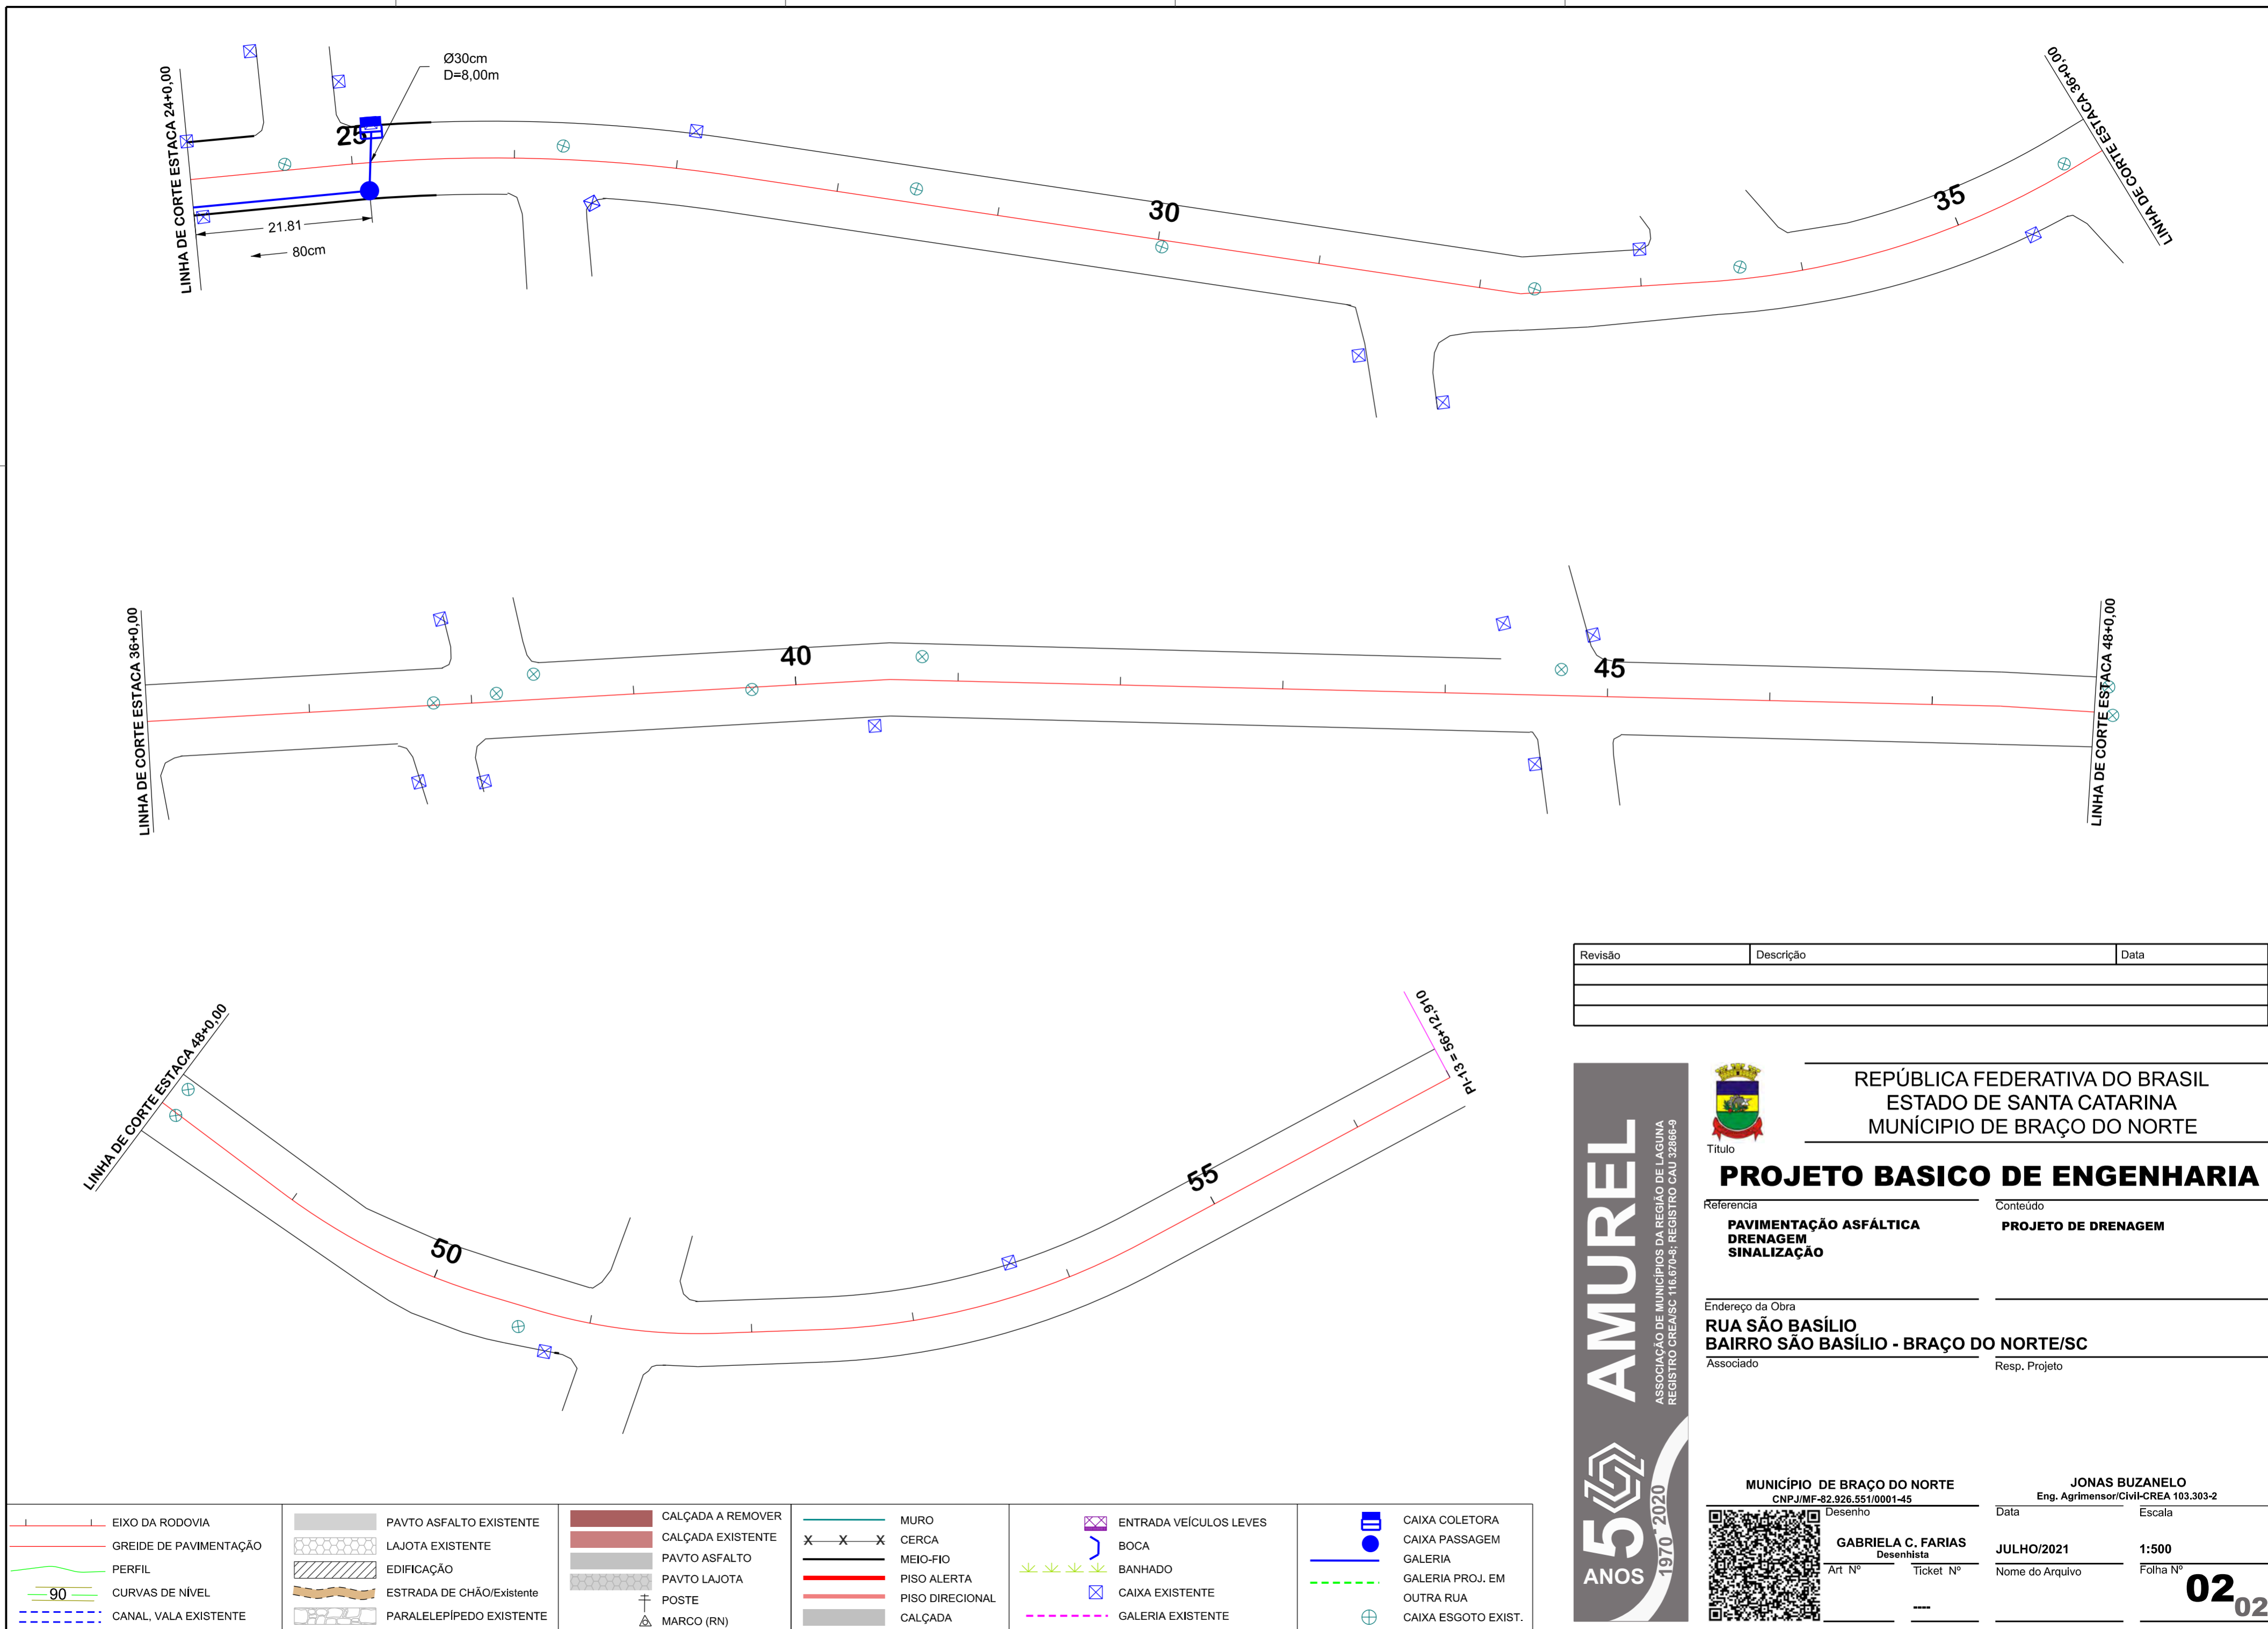 Ø30cm
D=8,00m
LINHA DE CORTE ESTACA 24+0,00
25
21.81
80cm
30
35
LINHA DE CORTE ESTACA 36+0,00
LINHA DE CORTE ESTACA 36+0,00
40
45
LINHA DE CORTE ESTACA 48+0,00
LINHA DE CORTE ESTACA 48+0,00
50
55
PI-13 = 56+12,910
Revisão
Descrição
Data
AMUREL
ASSOCIAÇÃO DE MUNICÍPIOS DA REGIÃO DE LAGUNA
REGISTRO CREA/SC 116.670-8; REGISTRO CAU 32866-9
50
ANOS
1970 2020
REPÚBLICA FEDERATIVA DO BRASIL
ESTADO DE SANTA CATARINA
MUNÍCIPIO DE BRAÇO DO NORTE
Titulo
PROJETO BASICO DE ENGENHARIA
Referencia
PAVIMENTAÇÃO ASFÁLTICA
DRENAGEM
SINALIZAÇÃO
Conteúdo
PROJETO DE DRENAGEM
Endereço da Obra
RUA SÃO BASÍLIO
BAIRRO SÃO BASÍLIO - BRAÇO DO NORTE/SC
Associado
Resp. Projeto
MUNICÍPIO DE BRAÇO DO NORTE
CNPJ/MF-82.926.551/0001-45
JONAS BUZANELO
Eng. Agrimensor/Civil-CREA 103.303-2
Desenho
GABRIELA C. FARIAS
Desenhista
Data
JULHO/2021
Escala
1:500
Art Nº
Ticket Nº
----
Nome do Arquivo
Folha Nº
02
02
EIXO DA RODOVIA
GREIDE DE PAVIMENTAÇÃO
PERFIL
90
CURVAS DE NÍVEL
CANAL, VALA EXISTENTE
PAVTO ASFALTO EXISTENTE
LAJOTA EXISTENTE
EDIFICAÇÃO
ESTRADA DE CHÃO/Existente
PARALELEPÍPEDO EXISTENTE
CALÇADA A REMOVER
CALÇADA EXISTENTE
PAVTO ASFALTO
PAVTO LAJOTA
POSTE
MARCO (RN)
MURO
X X X CERCA
MEIO-FIO
PISO ALERTA
PISO DIRECIONAL
CALÇADA
ENTRADA VEÍCULOS LEVES
BOCA
BANHADO
CAIXA EXISTENTE
GALERIA EXISTENTE
CAIXA COLETORA
CAIXA PASSAGEM
GALERIA
GALERIA PROJ. EM
OUTRA RUA
CAIXA ESGOTO EXIST.